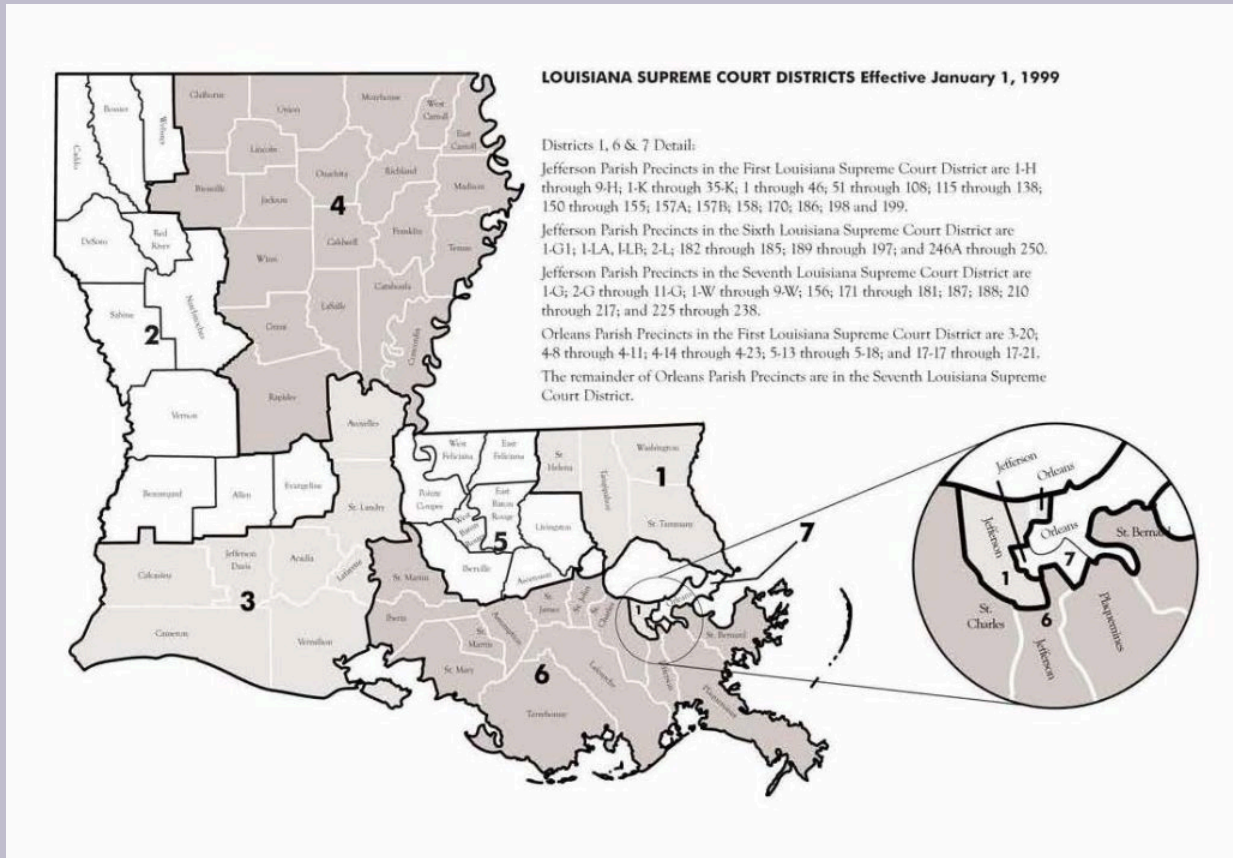 LOUISIANA SUPREME COURT DISTRICTS Effective January 1, 1999
Districts 1, 6 & 7 Detail:
Jefferson Parish Precincts in the First Louisiana Supreme Court District are 1-H
through 9-H; 1-K through 35-K; 1 through 46; 51 through 108; 115 through 138;
150 through 155; 157A; 157B; 158; 170; 186; 198 and 199.
Jefferson Parish Precincts in the Sixth Louisiana Supreme Court District are
1-G1; 1-LA, 1-LB; 2-L; 182 through 185; 189 through 197; and 246A through 250.
Jefferson Parish Precincts in the Seventh Louisiana Supreme Court District are
1-G; 2-G through 11-G; 1-W through 9-W; 156; 171 through 181; 187; 188; 210
through 217; and 225 through 238.
Orleans Parish Precincts in the First Louisiana Supreme Court District are 3-20;
4-8 through 4-11; 4-14 through 4-23; 5-13 through 5-18; and 17-17 through 17-21.
The remainder of Orleans Parish Precincts are in the Seventh Louisiana Supreme
Court District.
Caddo
Bossier
Webster
Claiborne
Union
Morehouse
West
Carroll
East
Carroll
Lincoln
Ouachita
Richland
Madison
Bienville
Jackson
4
Caldwell
Franklin
Tensas
DeSoto
Red
River
Winn
Catahoula
LaSalle
Sabine
2
Natchitoches
Grant
Concordia
Vernon
Rapides
Avoyelles
West
Feliciana
East
Feliciana
St.
Helena
Tangipahoa
Washington
1
Beauregard
Allen
Evangeline
St. Landry
Pointe
Coupee
West
Baton
Rouge
East
Baton
Rouge
5
Livingston
St. Tammany
7
Calcasieu
Jefferson
Davis
Acadia
Lafayette
St. Martin
Iberville
Ascension
3
Cameron
Vermilion
Iberia
St.
Martin
St. Mary
Assumption
St.
James
St. John
St.
Charles
1
Orleans
St. Bernard
6
Lafourche
Jefferson
Plaquemines
Terrebonne
Jefferson
Orleans
Jefferson
Orleans
St. Bernard
1
7
St.
Charles
6
Jefferson
Plaquemines